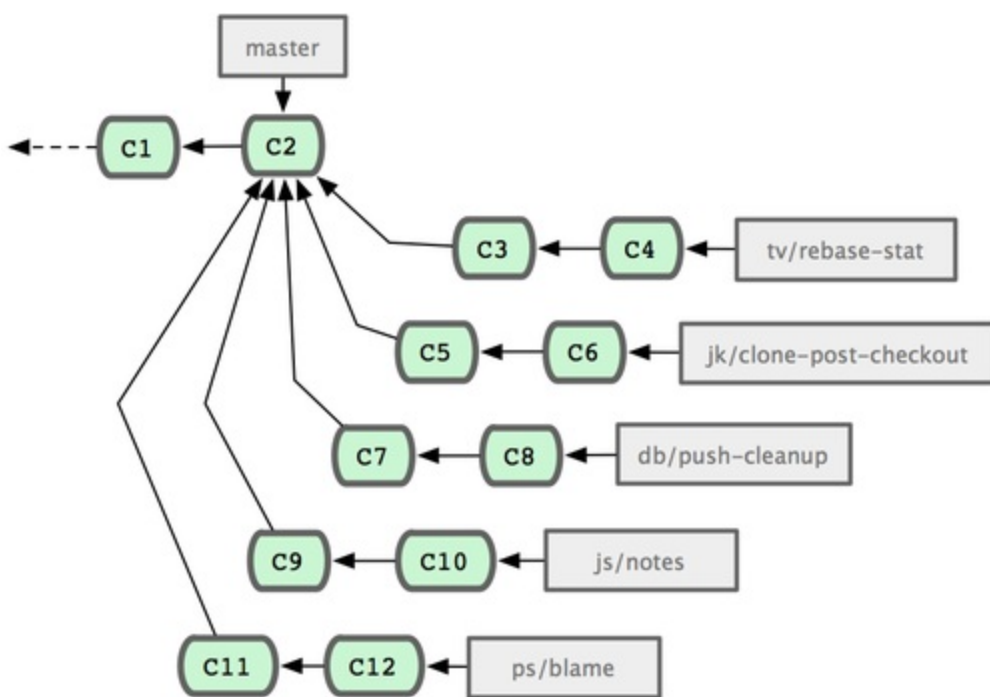 master
C1
C2
C3
C4
tv/rebase-stat
C5
C6
jk/clone-post-checkout
C7
C8
db/push-cleanup
C9
C10
js/notes
C11
C12
ps/blame